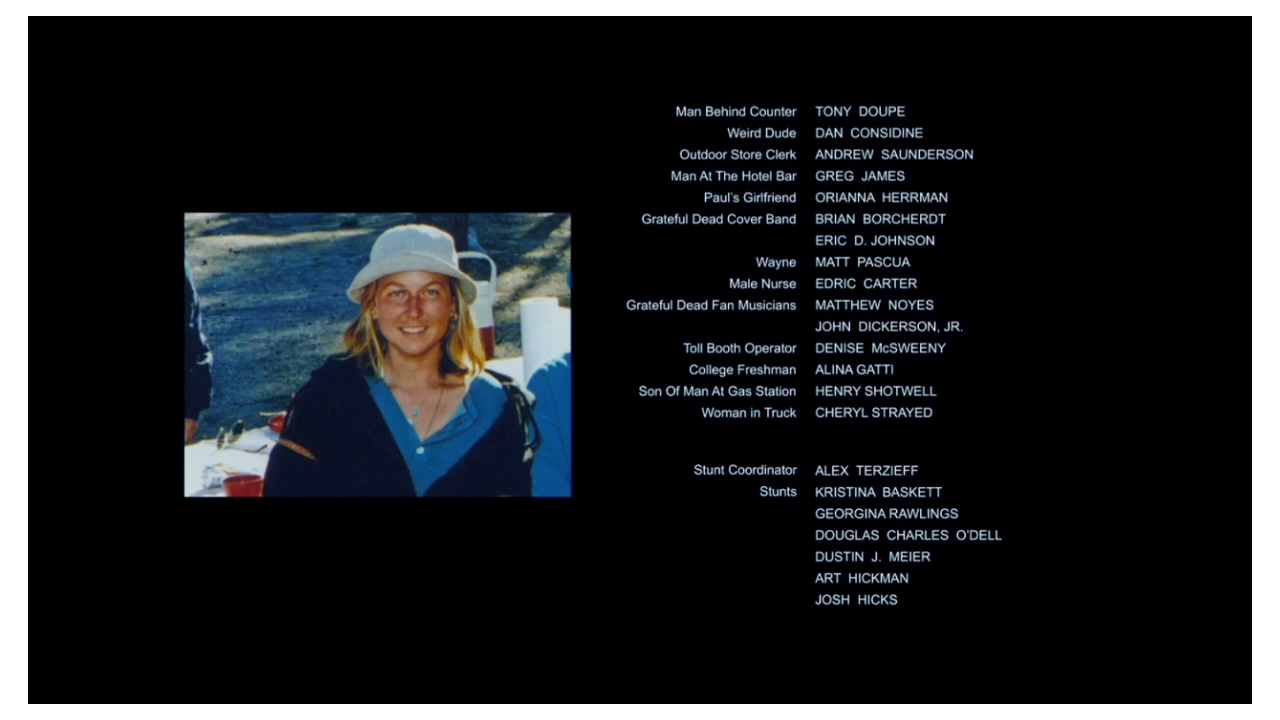 Man Behind Counter TONY DOUPE
Weird Dude DAN CONSIDINE
Outdoor Store Clerk ANDREW SAUNDERSON
Man At The Hotel Bar GREG JAMES
Paul's Girlfriend ORIANNA HERRMAN
Grateful Dead Cover Band BRIAN BORCHERDT
ERIC D. JOHNSON
Wayne MATT PASCUA
Male Nurse EDRIC CARTER
Grateful Dead Fan Musicians MATTHEW NOYES
JOHN DICKERSON, JR.
Toll Booth Operator DENISE McSWEENY
College Freshman ALINA GATTI
Son Of Man At Gas Station HENRY SHOTWELL
Woman in Truck CHERYL STRAYED
Stunt Coordinator ALEX TERZIEFF
Stunts KRISTINA BASKETT
GEORGINA RAWLINGS
DOUGLAS CHARLES O'DELL
DUSTIN J. MEIER
ART HICKMAN
JOSH HICKS